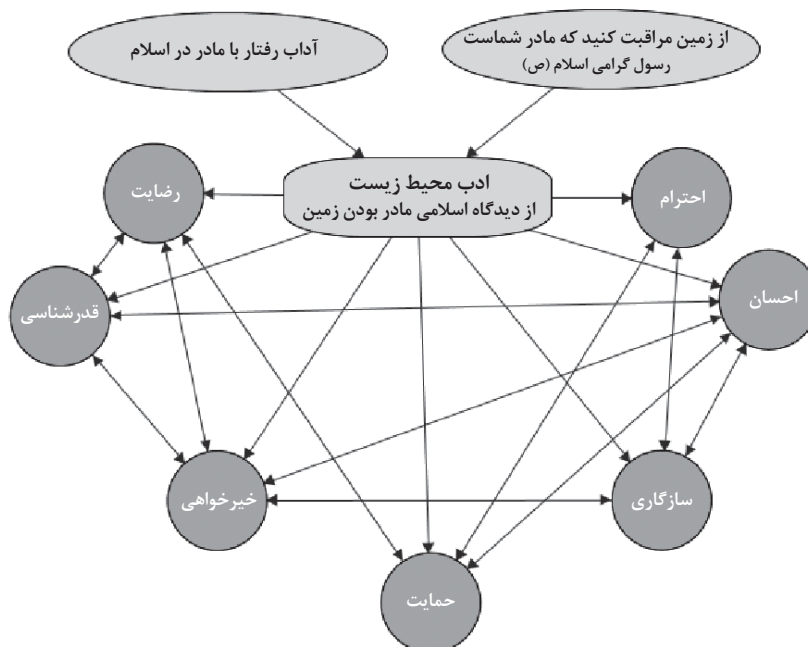 از زمین مراقبت کنید که مادر شماست
رسول گرامی اسلام (ص)
آداب رفتار با مادر در اسلام
ادب محیط زیست
از دیدگاه اسلامی مادر بودن زمین
احترام
رضایت
احسان
قدرشناسی
سازگاری
خیرخواهی
حمایت